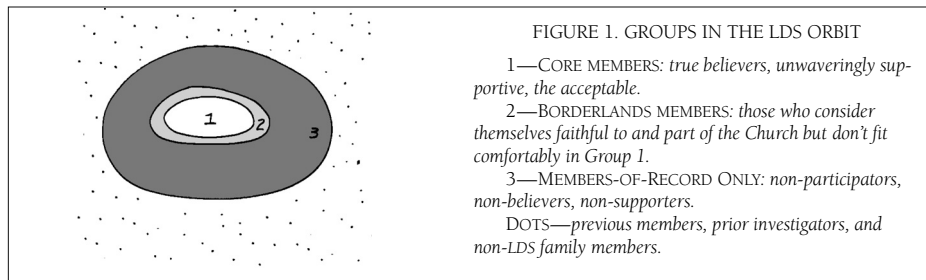 1
2
3
FIGURE 1. GROUPS IN THE LDS ORBIT
1—CORE MEMBERS: true believers, unwaveringly sup-
portive, the acceptable.
2—BORDERLANDS MEMBERS: those who consider
themselves faithful to and part of the Church but don't fit
comfortably in Group 1.
3—MEMBERS-OF-RECORD ONLY: non-participators,
non-believers, non-supporters.
DOTS—previous members, prior investigators, and
non-LDS family members.